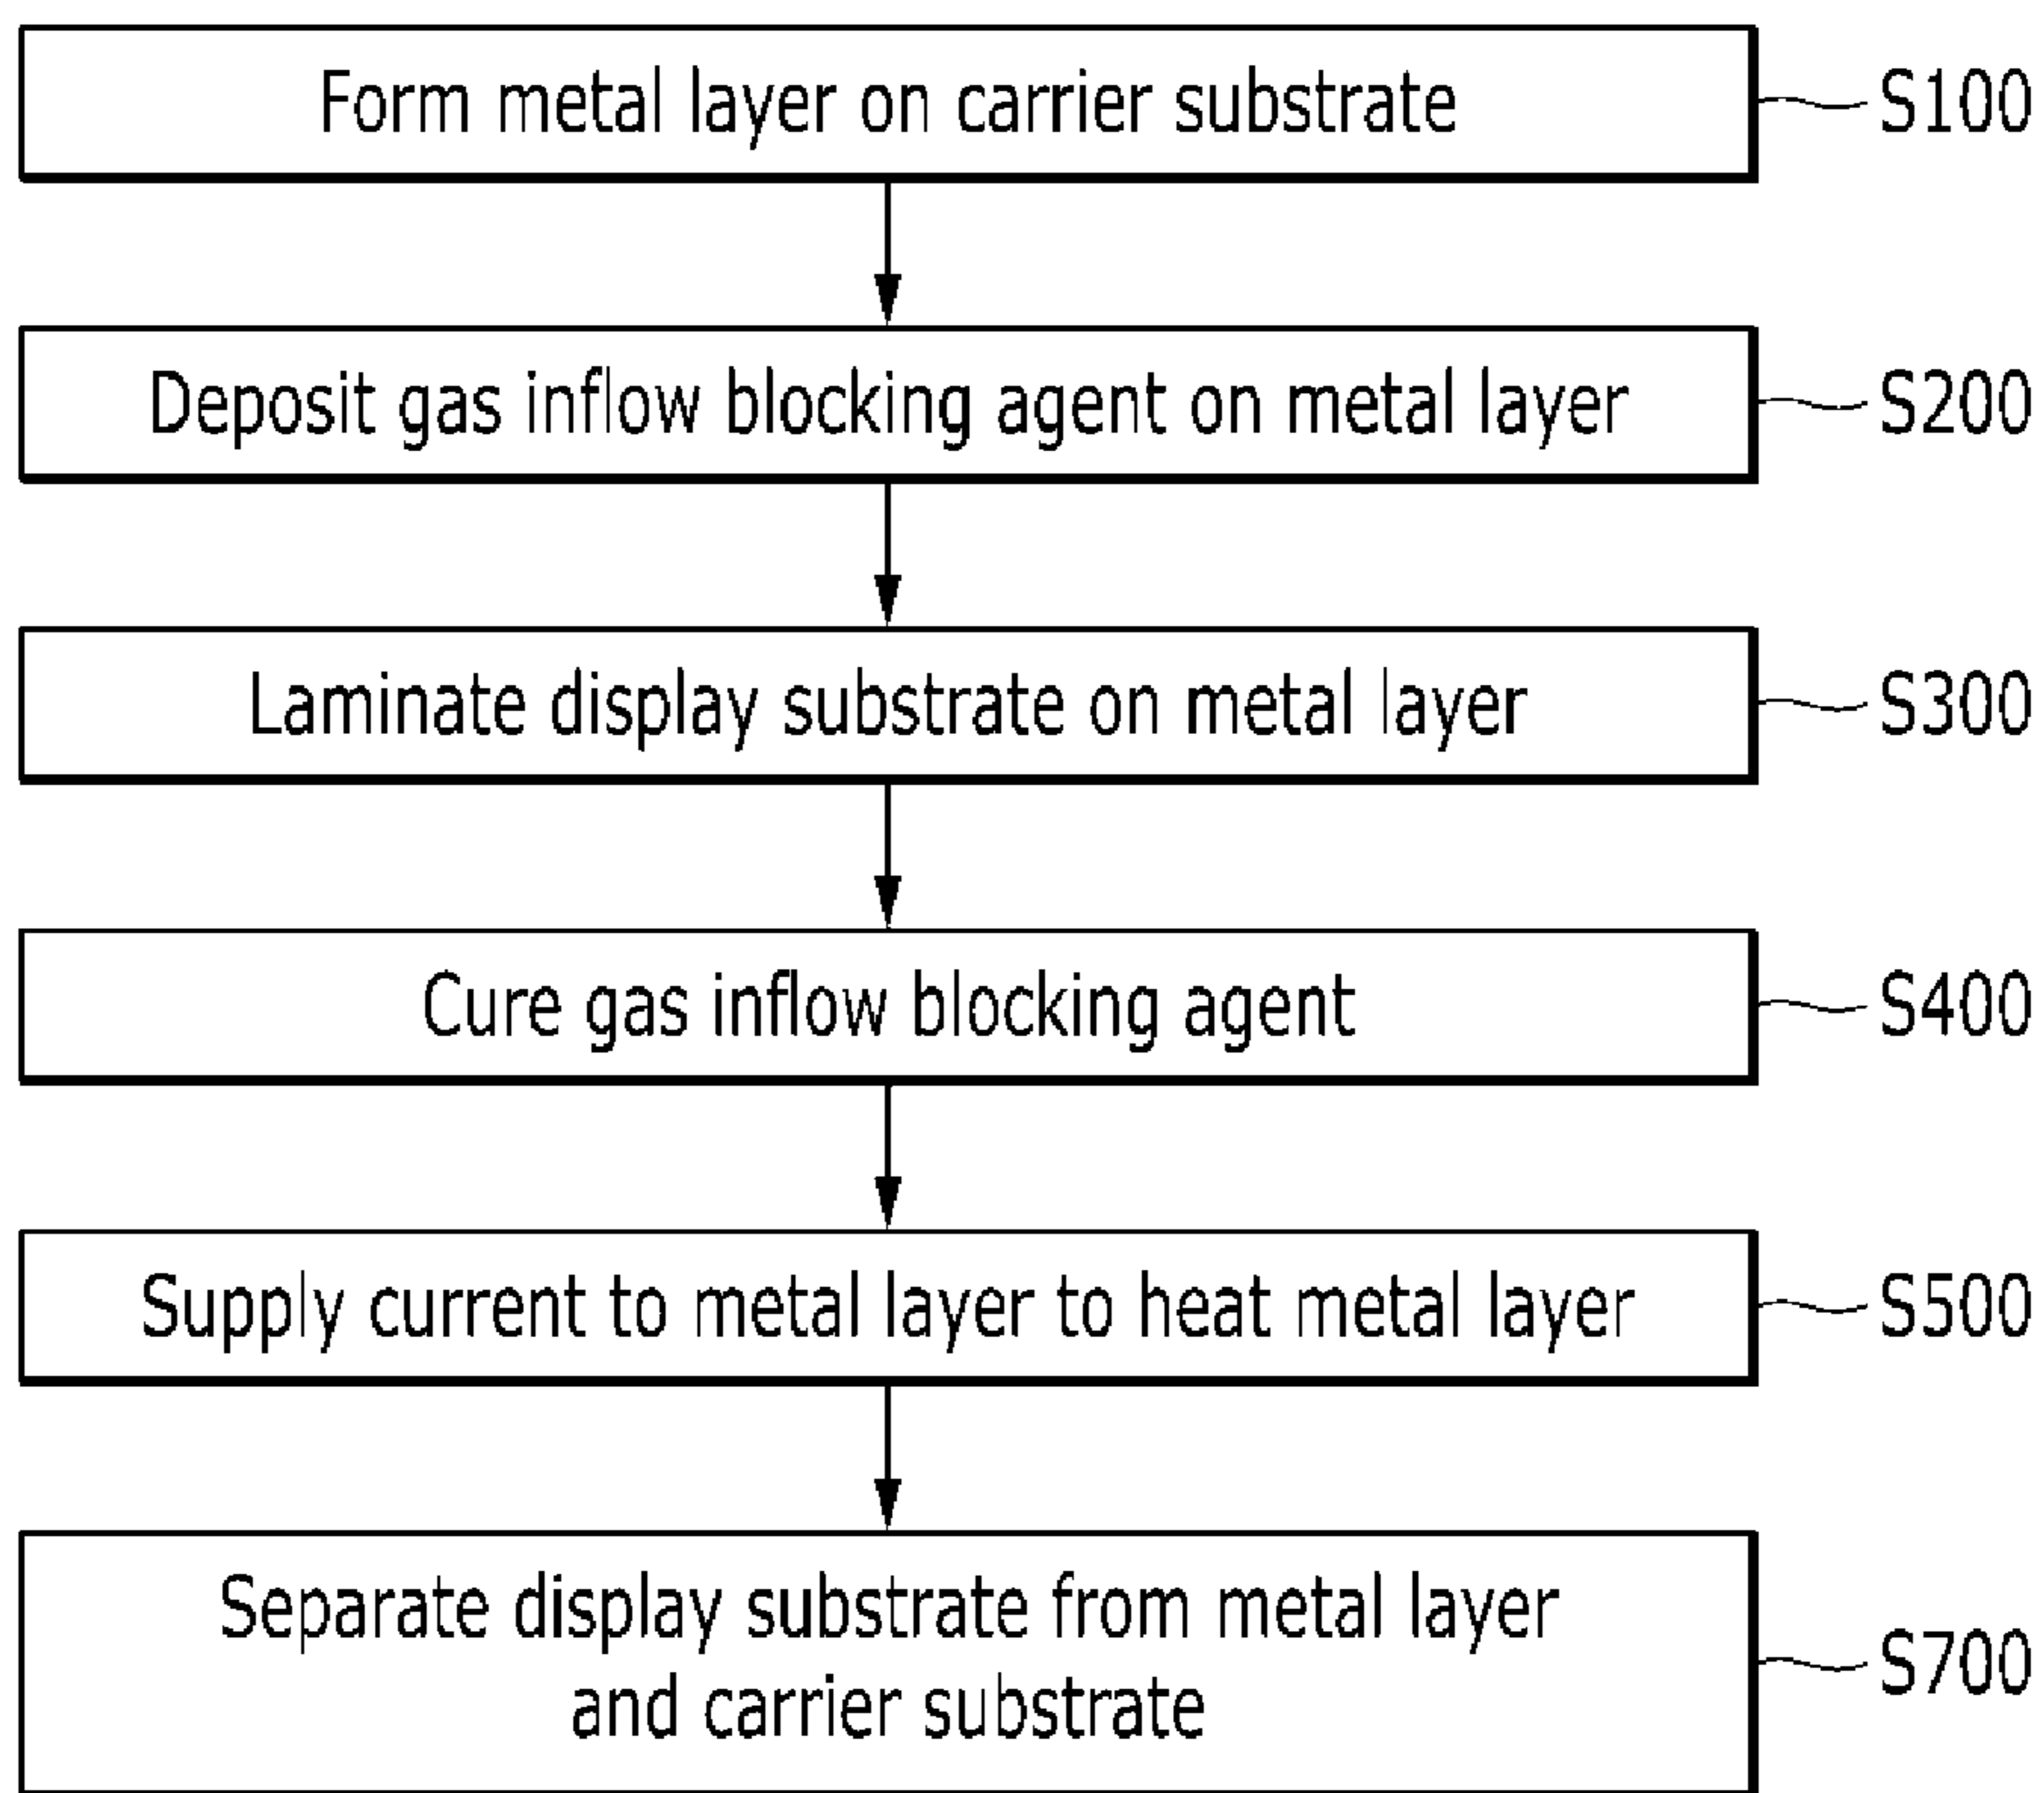 Form metal layer on carrier substrate
S100
Deposit gas inflow blocking agent on metal layer
S200
Laminate display substrate on metal layer
S300
Cure gas inflow blocking agent
S400
Supply current to metal layer to heat metal layer
S500
Separate display substrate from metal layer
and carrier substrate
S700